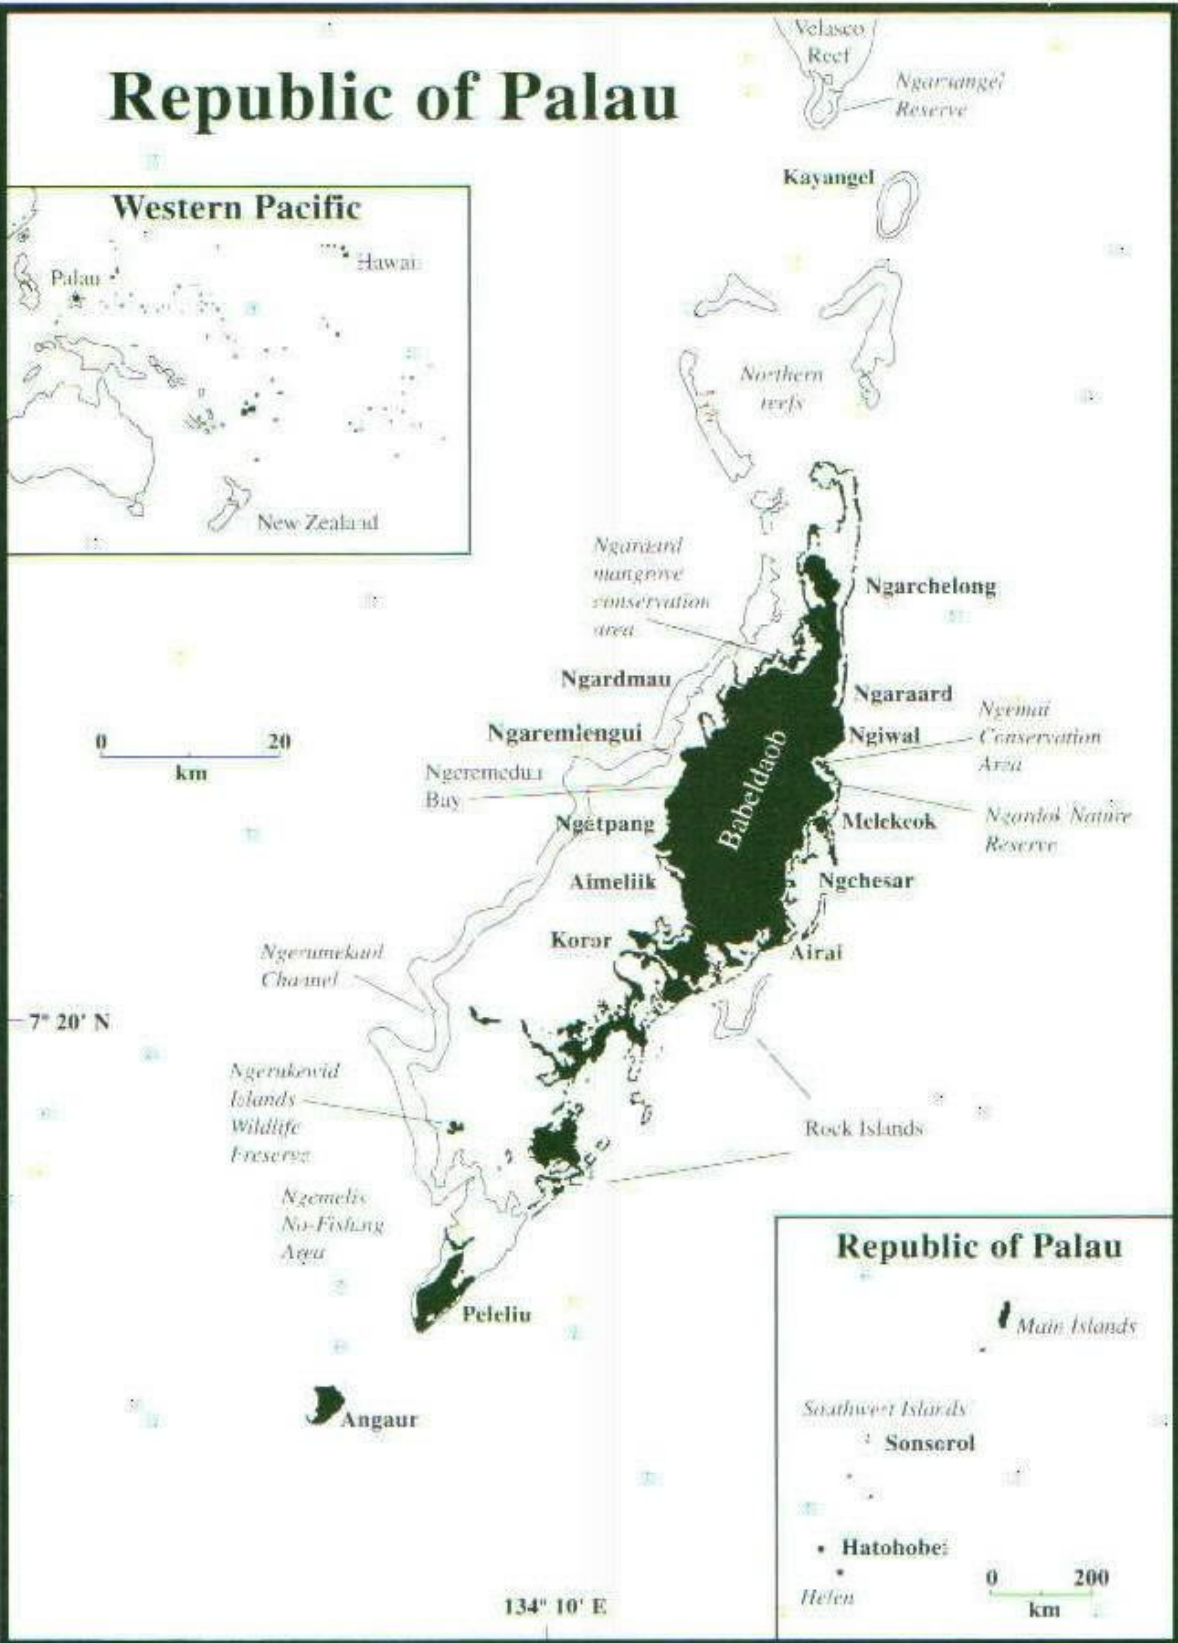 Republic of Palau
Velasco
Reef
Ngaruangel
Reserve
Kayangel
Western Pacific
Palau
Hawaii
New Zealand
Northern
reefs
Ngaraard
mangrove
conservation
area
Ngarchelong
Ngardmau
Ngaraard
Ngaremlengui
Ngiwal
Ngemai
Conservation
Area
0 20
km
Babeldaob
Ngeremeduu
Bay
Ngatpang
Melekeok
Ngardok Nature
Reserve
Aimeliik
Ngchesar
Koror
Airai
Ngerumekaol
Channel
7° 20' N
Ngerukewid
Islands
Wildlife
Preserve
Rock Islands
Ngemelis
No-Fishing
Area
Peleliu
Angaur
Republic of Palau
Main Islands
Southwest Islands
Sonsorol
Hatohobei
Helen
0 200
km
134° 10' E